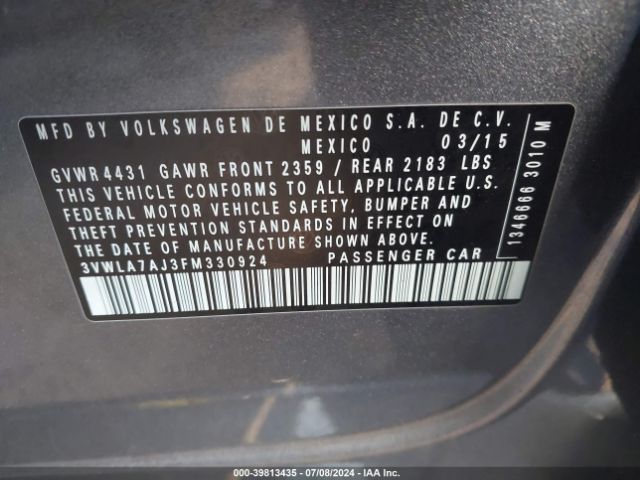 MFD BY VOLKSWAGEN DE MEXICO S.A. DE C.V.
MEXICO 03/15
GVWR 4431 GAWR FRONT 2359 / REAR 2183 LBS
THIS VEHICLE CONFORMS TO ALL APPLICABLE U.S.
FEDERAL MOTOR VEHICLE SAFETY, BUMPER AND
THEFT PREVENTION STANDARDS IN EFFECT ON
THE DATE OF MANUFACTURE SHOWN ABOVE.
3VWLA7AJ3FM330924 PASSENGER CAR
1346666 3010 M
000-39813435 - 07/08/2024 - IAA Inc.